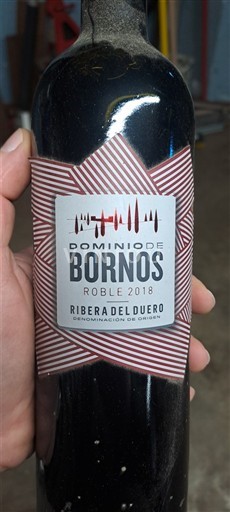 DOMINIO DE
BORNOS
ROBLE 2018
RIBERA DEL DUERO
DENOMINACIÓN DE ORIGEN